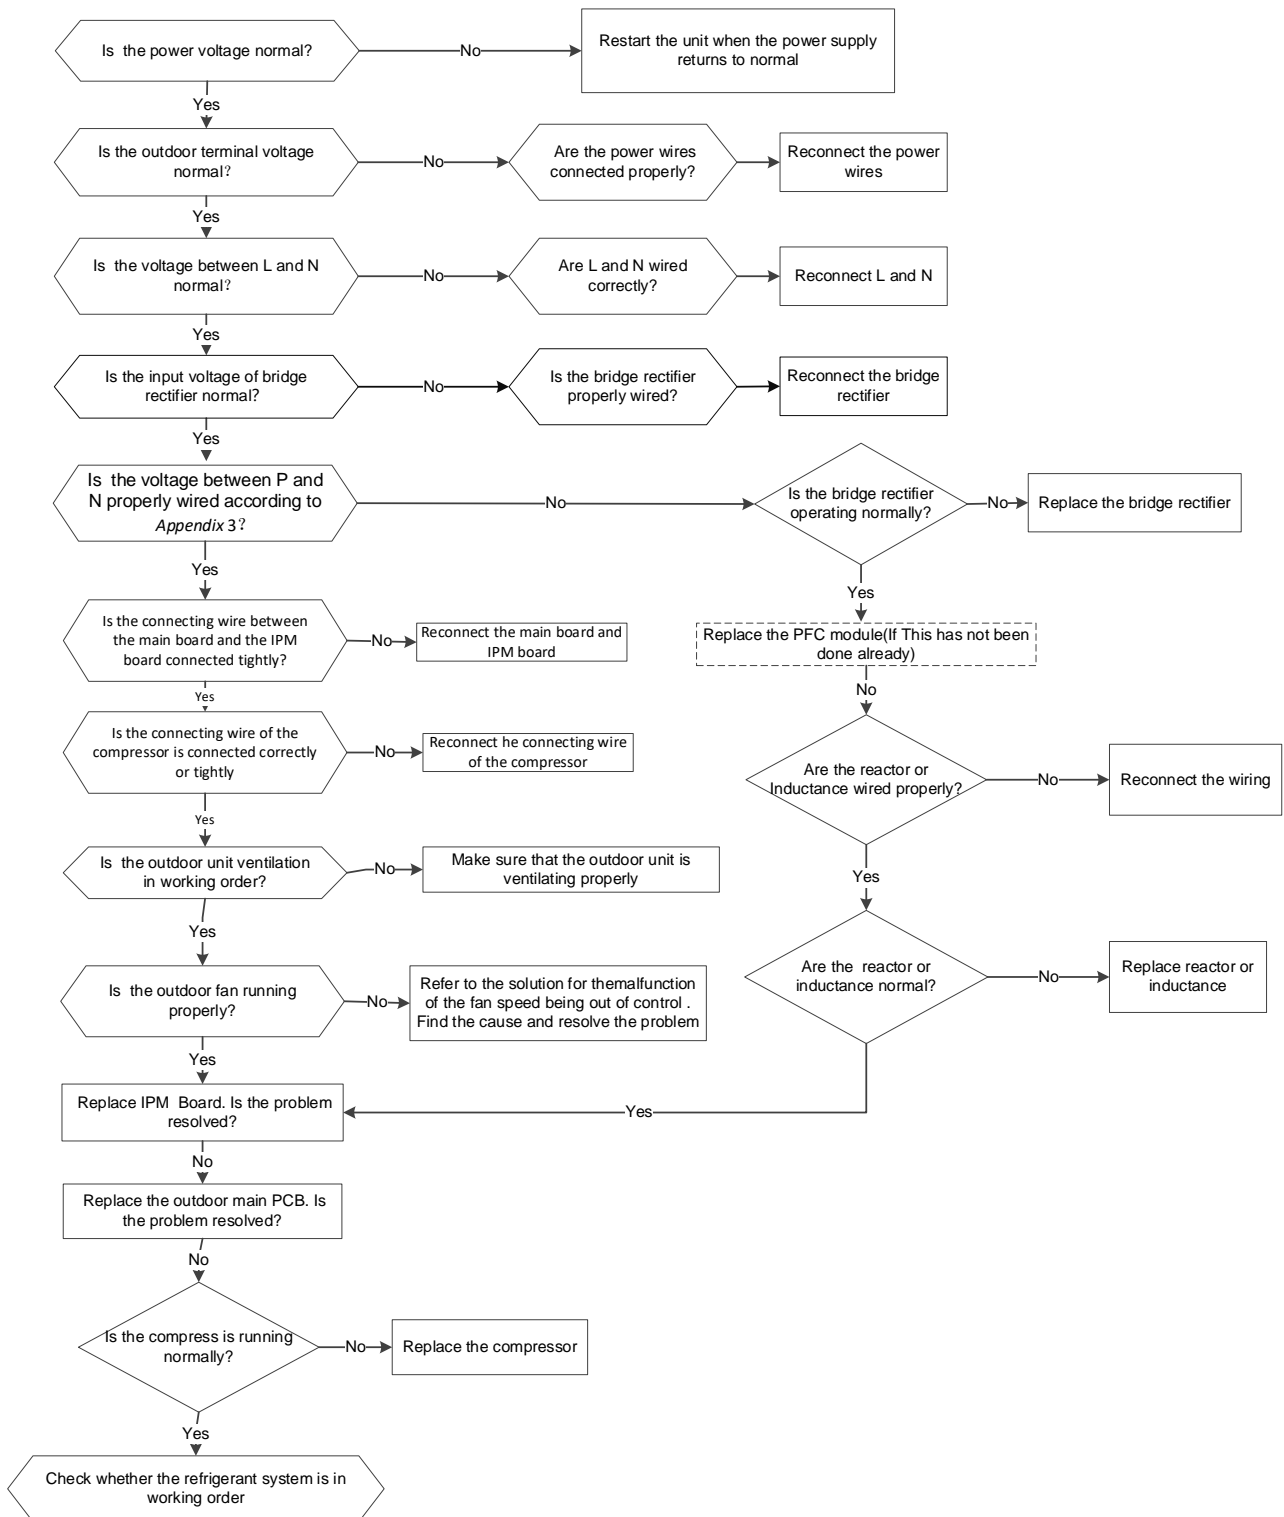 Is the power voltage normal?
No
Restart the unit when the power supply
returns to normal
Yes
Is the outdoor terminal voltage
normal?
No
Are the power wires
connected properly?
Reconnect the power
wires
Yes
Is the voltage between L and N
normal?
No
Are L and N wired
correctly?
Reconnect L and N
Yes
Is the input voltage of bridge
rectifier normal?
No
Is the bridge rectifier
properly wired?
Reconnect the bridge
rectifier
Yes
Is the voltage between P and
N properly wired according to
Appendix 3?
No
Is the bridge rectifier
operating normally?
No
Replace the bridge rectifier
Yes
Yes
Is the connecting wire between
the main board and the IPM
board connected tightly?
No
Reconnect the main board and
IPM board
Replace the PFC module(If This has not been
done already)
No
Yes
Is the connecting wire of the
compressor is connected correctly
or tightly
No
Reconnect he connecting wire
of the compressor
Are the reactor or
Inductance wired properly?
No
Reconnect the wiring
Yes
Is the outdoor unit ventilation
in working order?
No
Make sure that the outdoor unit is
ventilating properly
Yes
Yes
Is the outdoor fan running
properly?
No
Refer to the solution for themalfunction
of the fan speed being out of control .
Find the cause and resolve the problem
Are the reactor or
inductance normal?
No
Replace reactor or
inductance
Yes
Replace IPM Board. Is the problem
resolved?
Yes
No
Replace the outdoor main PCB. Is
the problem resolved?
No
Is the compress is running
normally?
No
Replace the compressor
Yes
Check whether the refrigerant system is in
working order